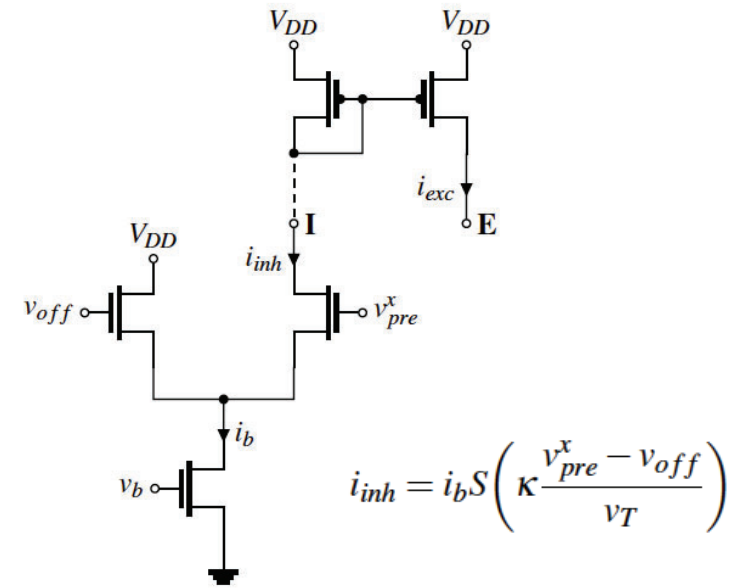 V_DD V_DD
i_exc
I E
V_DD i_inh
v_off v^x_pre
i_b
v_b
i_inh = i_b S ( κ (v^x_pre − v_off) / v_T )